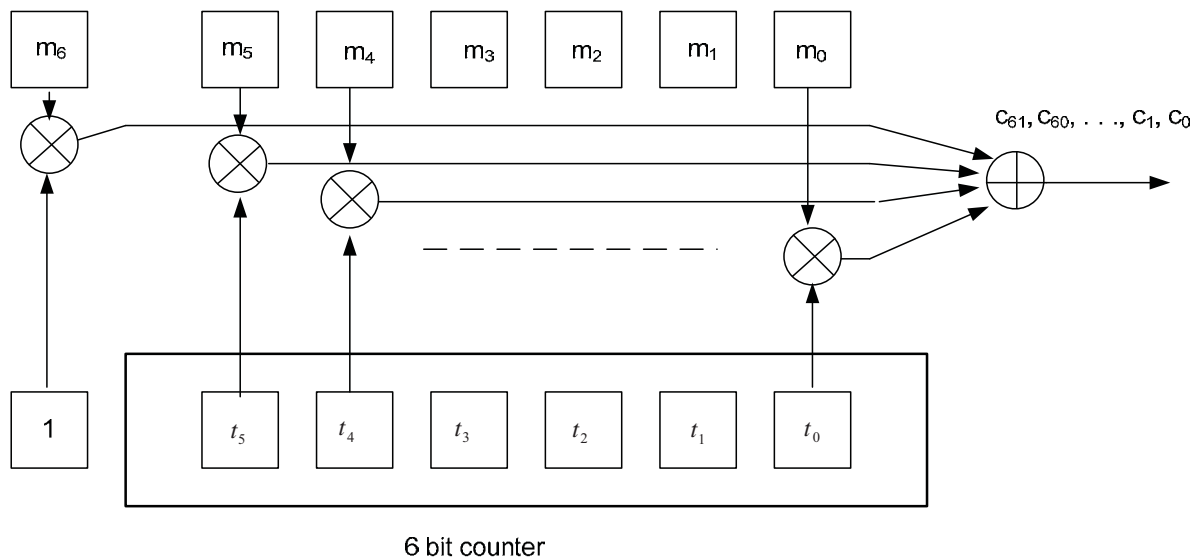 m₆ m₅ m₄ m₃ m₂ m₁ m₀
c₆₁, c₆₀, . . ., c₁, c₀
1 t₅ t₄ t₃ t₂ t₁ t₀
6 bit counter